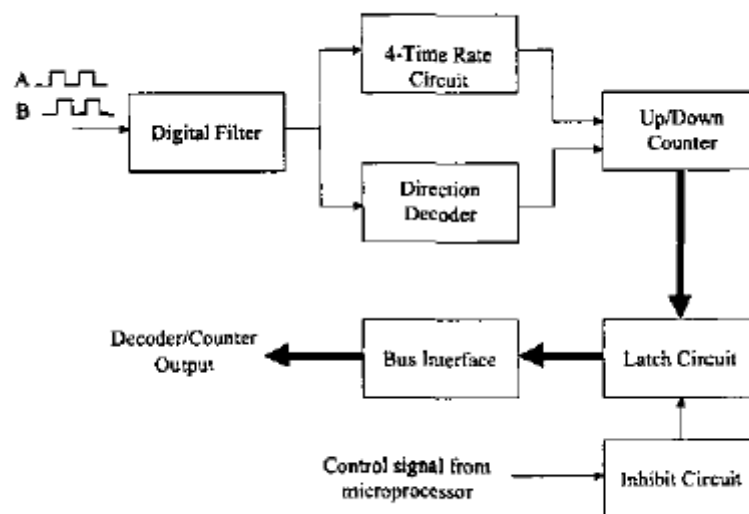 A
B
Digital Filter
4-Time Rate
Circuit
Direction
Decoder
Up/Down
Counter
Decoder/Counter
Output
Bus Interface
Latch Circuit
Control signal from
microprocessor
Inhibit Circuit